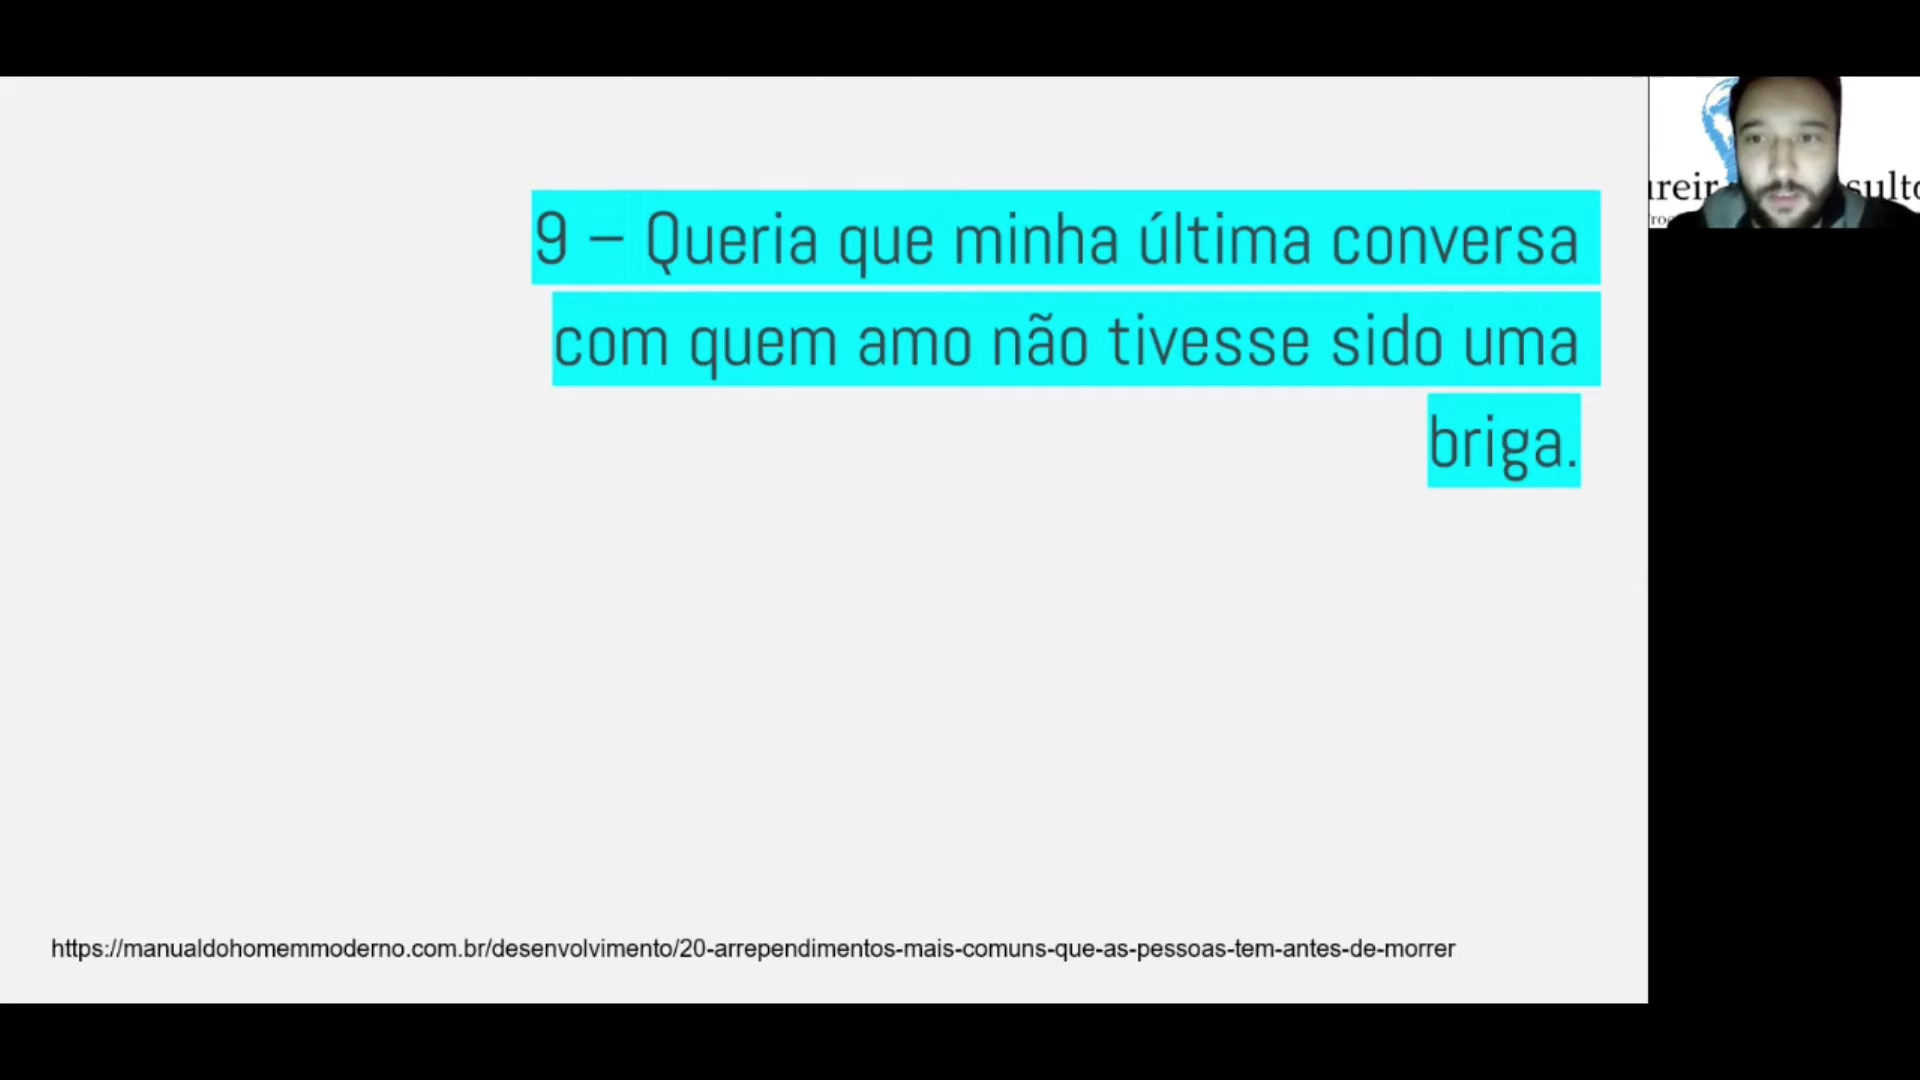 9 – Queria que minha última conversa
com quem amo não tivesse sido uma
briga.
https://manualdohomemmoderno.com.br/desenvolvimento/20-arrependimentos-mais-comuns-que-as-pessoas-tem-antes-de-morrer